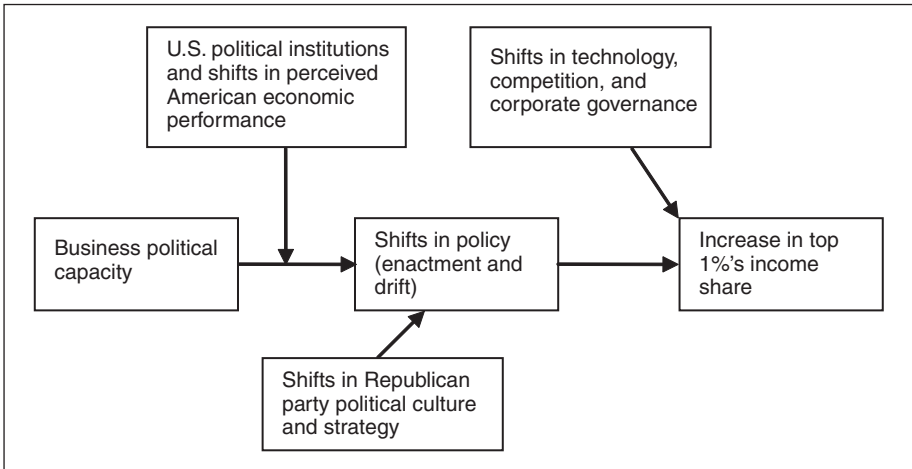 U.S. political institutions
and shifts in perceived
American economic
performance
Shifts in technology,
competition, and
corporate governance
Business political
capacity
Shifts in policy
(enactment and
drift)
Increase in top
1%'s income
share
Shifts in Republican
party political culture
and strategy